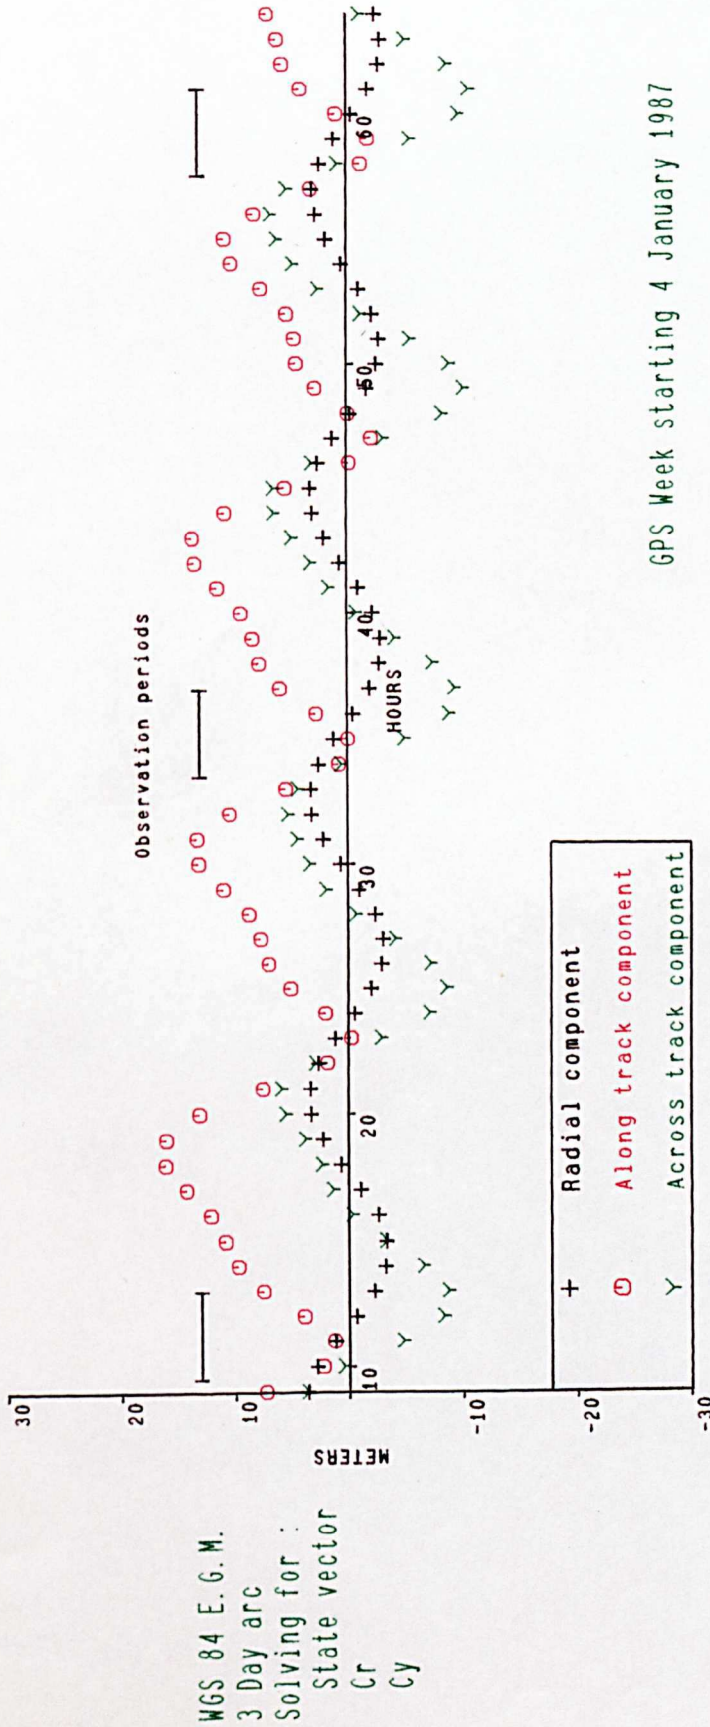 WGS 84 E.G.M.
3 Day arc
Solving for :
State vector
Cr
Cy
METERS
30
20
10
-10
-20
-30
Observation periods
10
20
30
40
50
60
HOURS
Radial component
Along track component
Across track component
GPS Week starting 4 January 1987